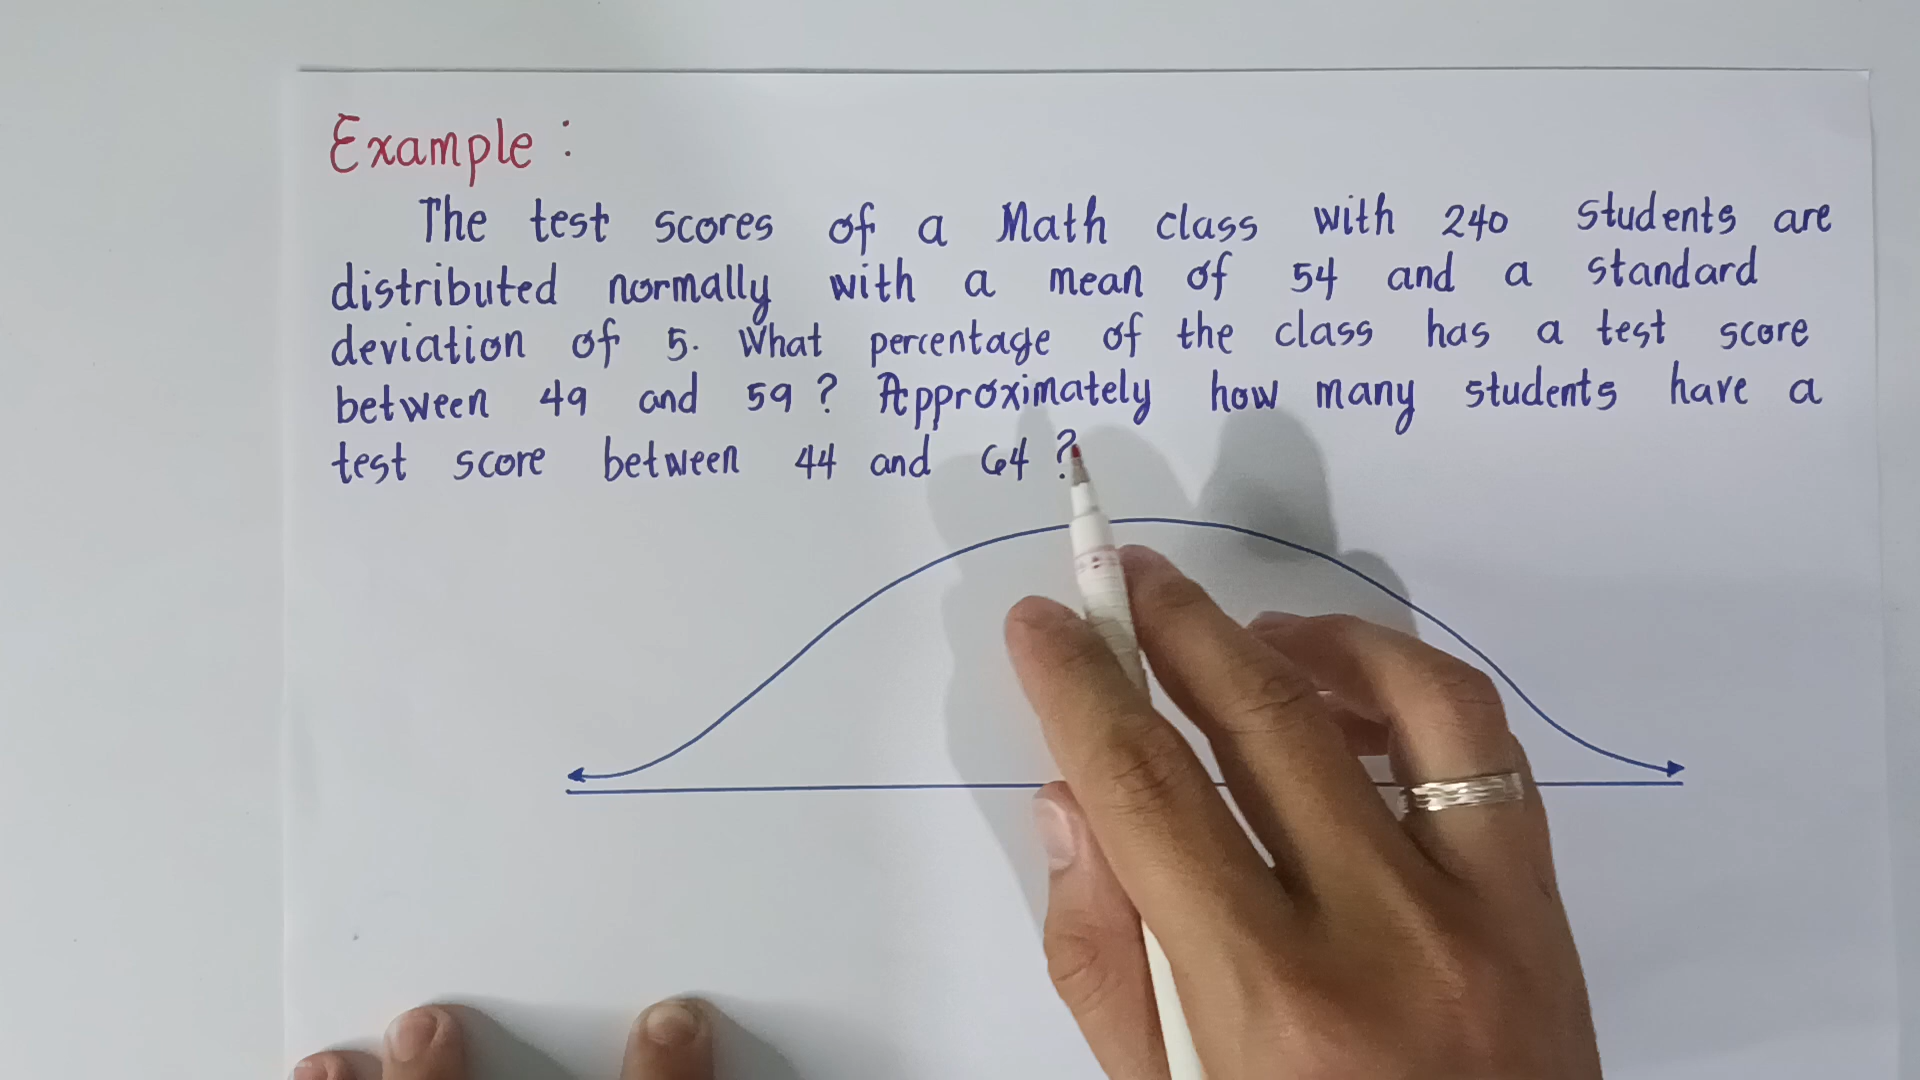 Example :
The test scores of a Math class with 240 students are
distributed normally with a mean of 54 and a standard
deviation of 5. What percentage of the class has a test score
between 49 and 59 ? Approximately how many students have a
test score between 44 and 64 ?